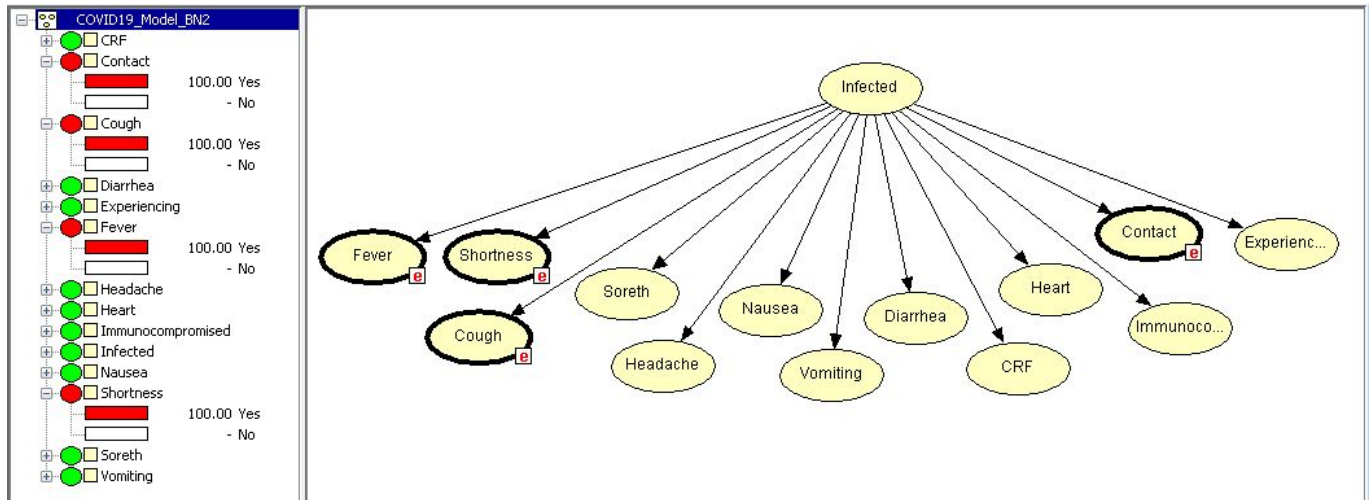 COVID19_Model_BN2
CRF
Contact
100.00 Yes
- No
Cough
100.00 Yes
- No
Diarrhea
Experiencing
Fever
100.00 Yes
- No
Headache
Heart
Immunocompromised
Infected
Nausea
Shortness
100.00 Yes
- No
Soreth
Vomiting
Infected
Contact
e
Experienc...
Fever
e
Shortness
e
Soreth
Nausea
Diarrhea
Heart
Immunoco...
Cough
e
Headache
Vomiting
CRF